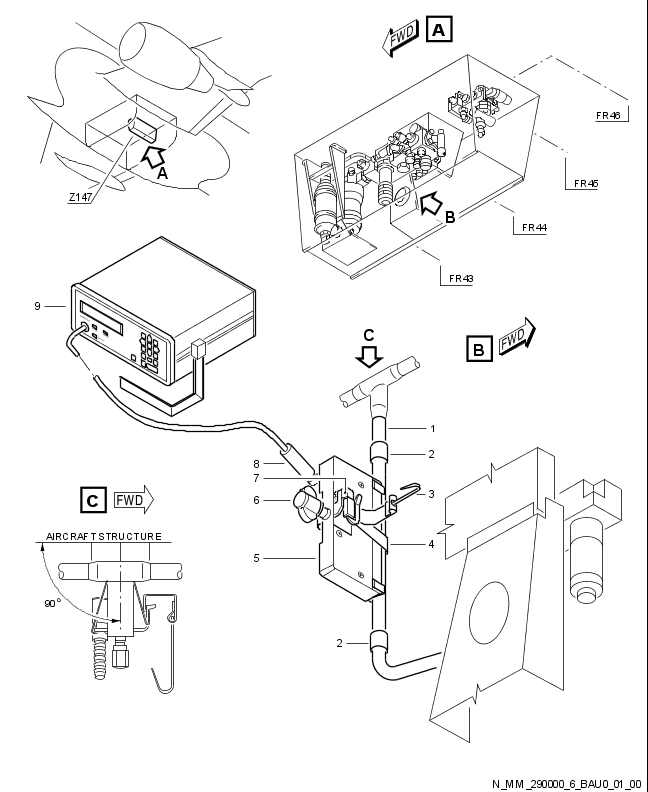 FWD
A
FR46
A
Z147
FR45
B
FR44
FR43
9
C
B
FWD
1
2
8
7
6
3
C
FWD
AIRCRAFT STRUCTURE
4
5
90°
2
N_MM_290000_6_BAU0_01_00